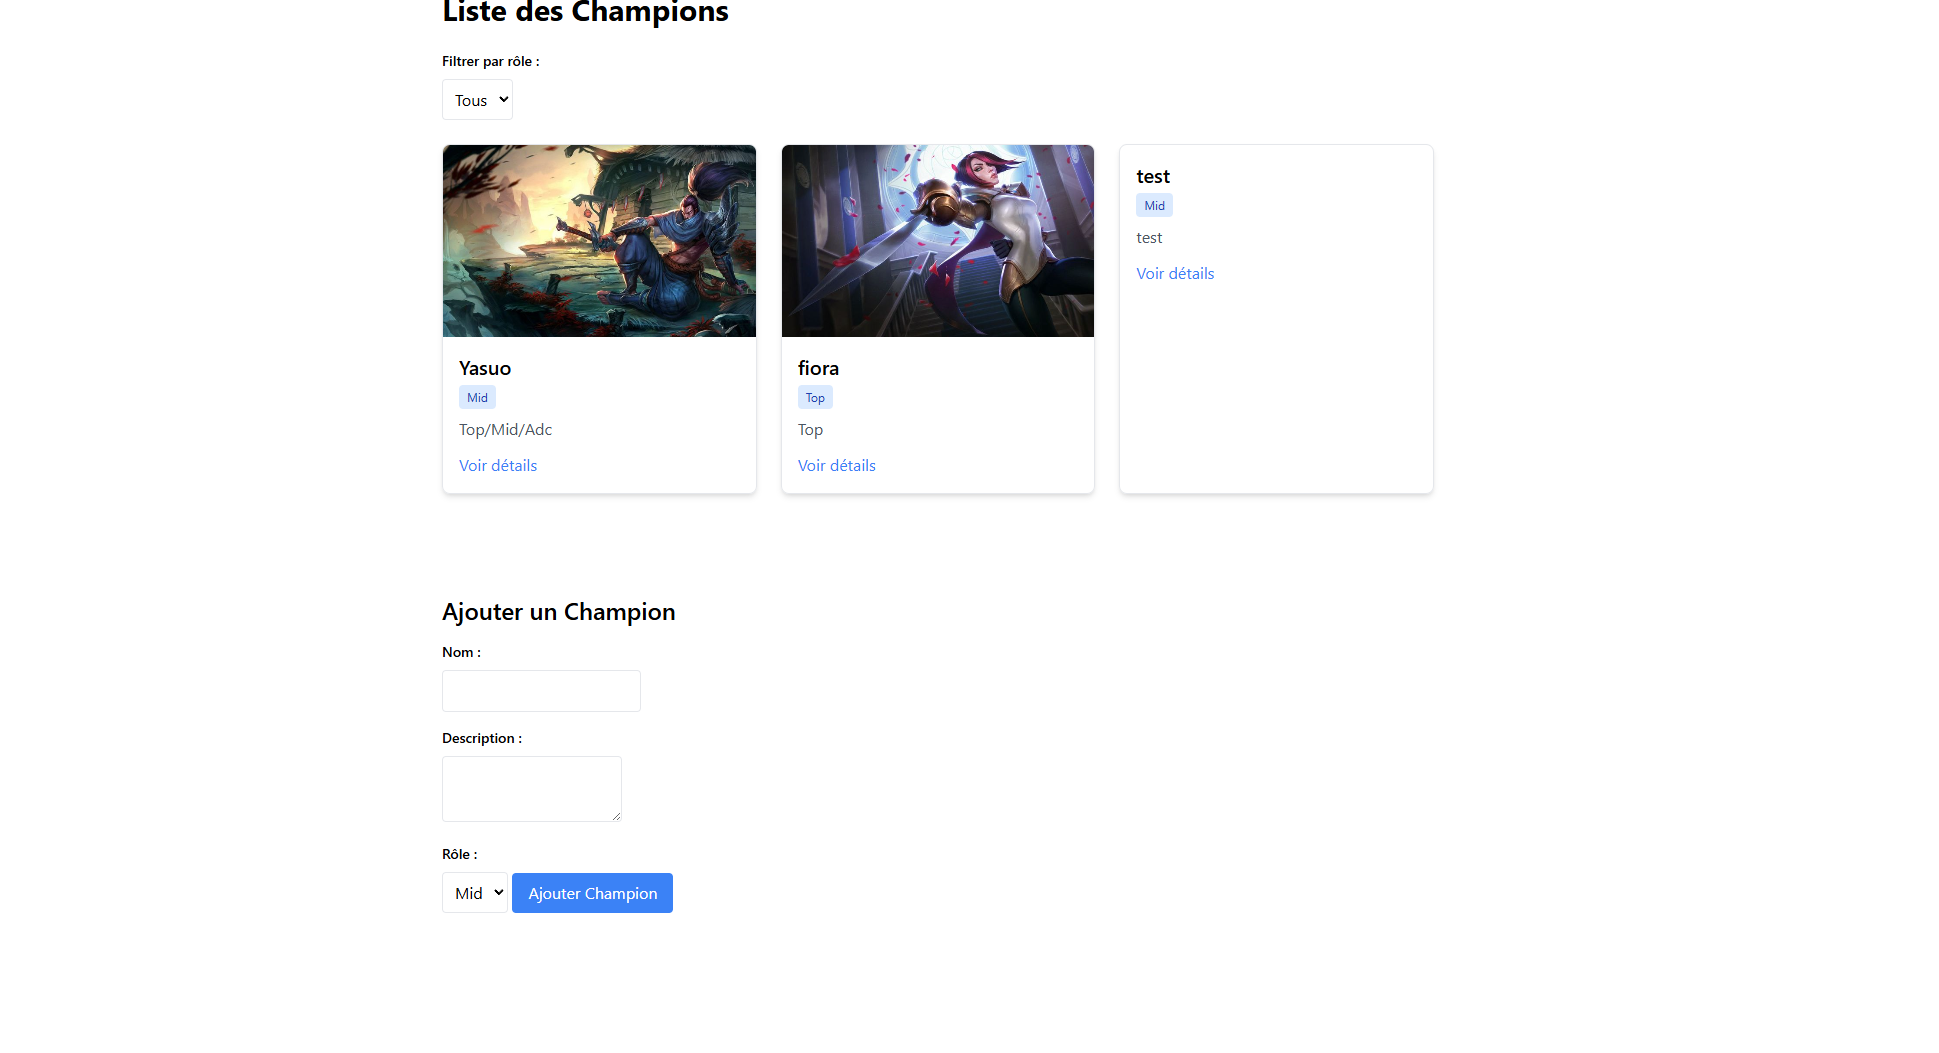 Liste des Champions
Filtrer par rôle :
Tous
Yasuo
Mid
Top/Mid/Adc
Voir détails
fiora
Top
Top
Voir détails
test
Mid
test
Voir détails
Ajouter un Champion
Nom :
Description :
Rôle :
Mid
Ajouter Champion